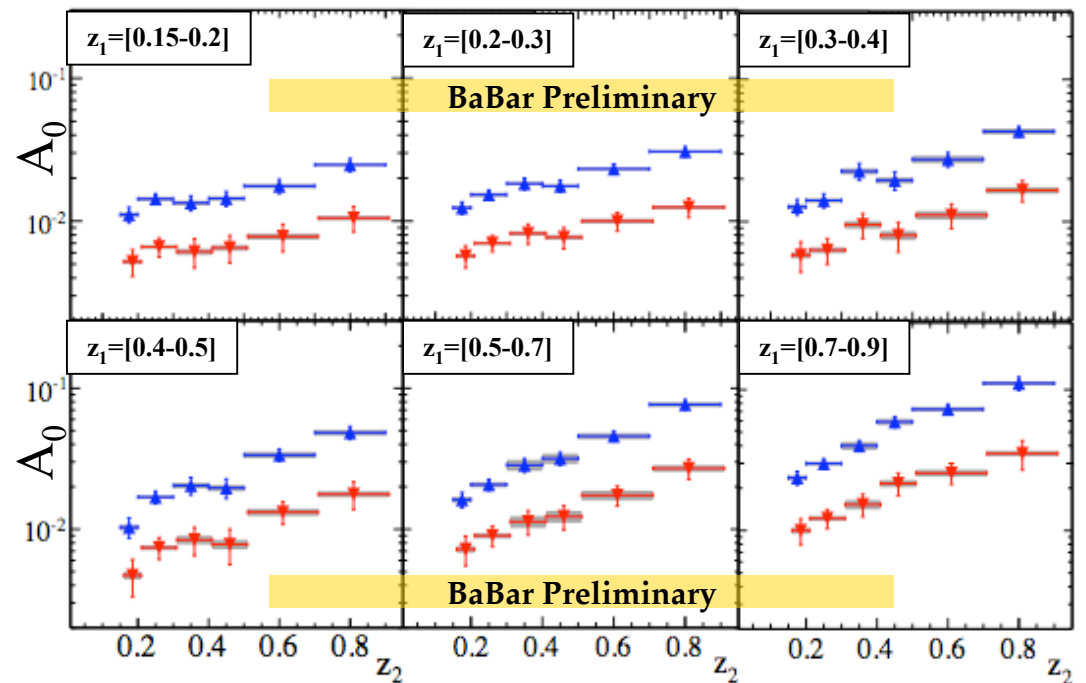 z₁=[0.15-0.2]
z₁=[0.2-0.3]
z₁=[0.3-0.4]
BaBar Preliminary
10⁻¹
A₀
10⁻²
z₁=[0.4-0.5]
z₁=[0.5-0.7]
z₁=[0.7-0.9]
10⁻¹
A₀
10⁻²
BaBar Preliminary
0.2 0.4 0.6 0.8 0.2 0.4 0.6 0.8 0.2 0.4 0.6 0.8
z₂ z₂ z₂